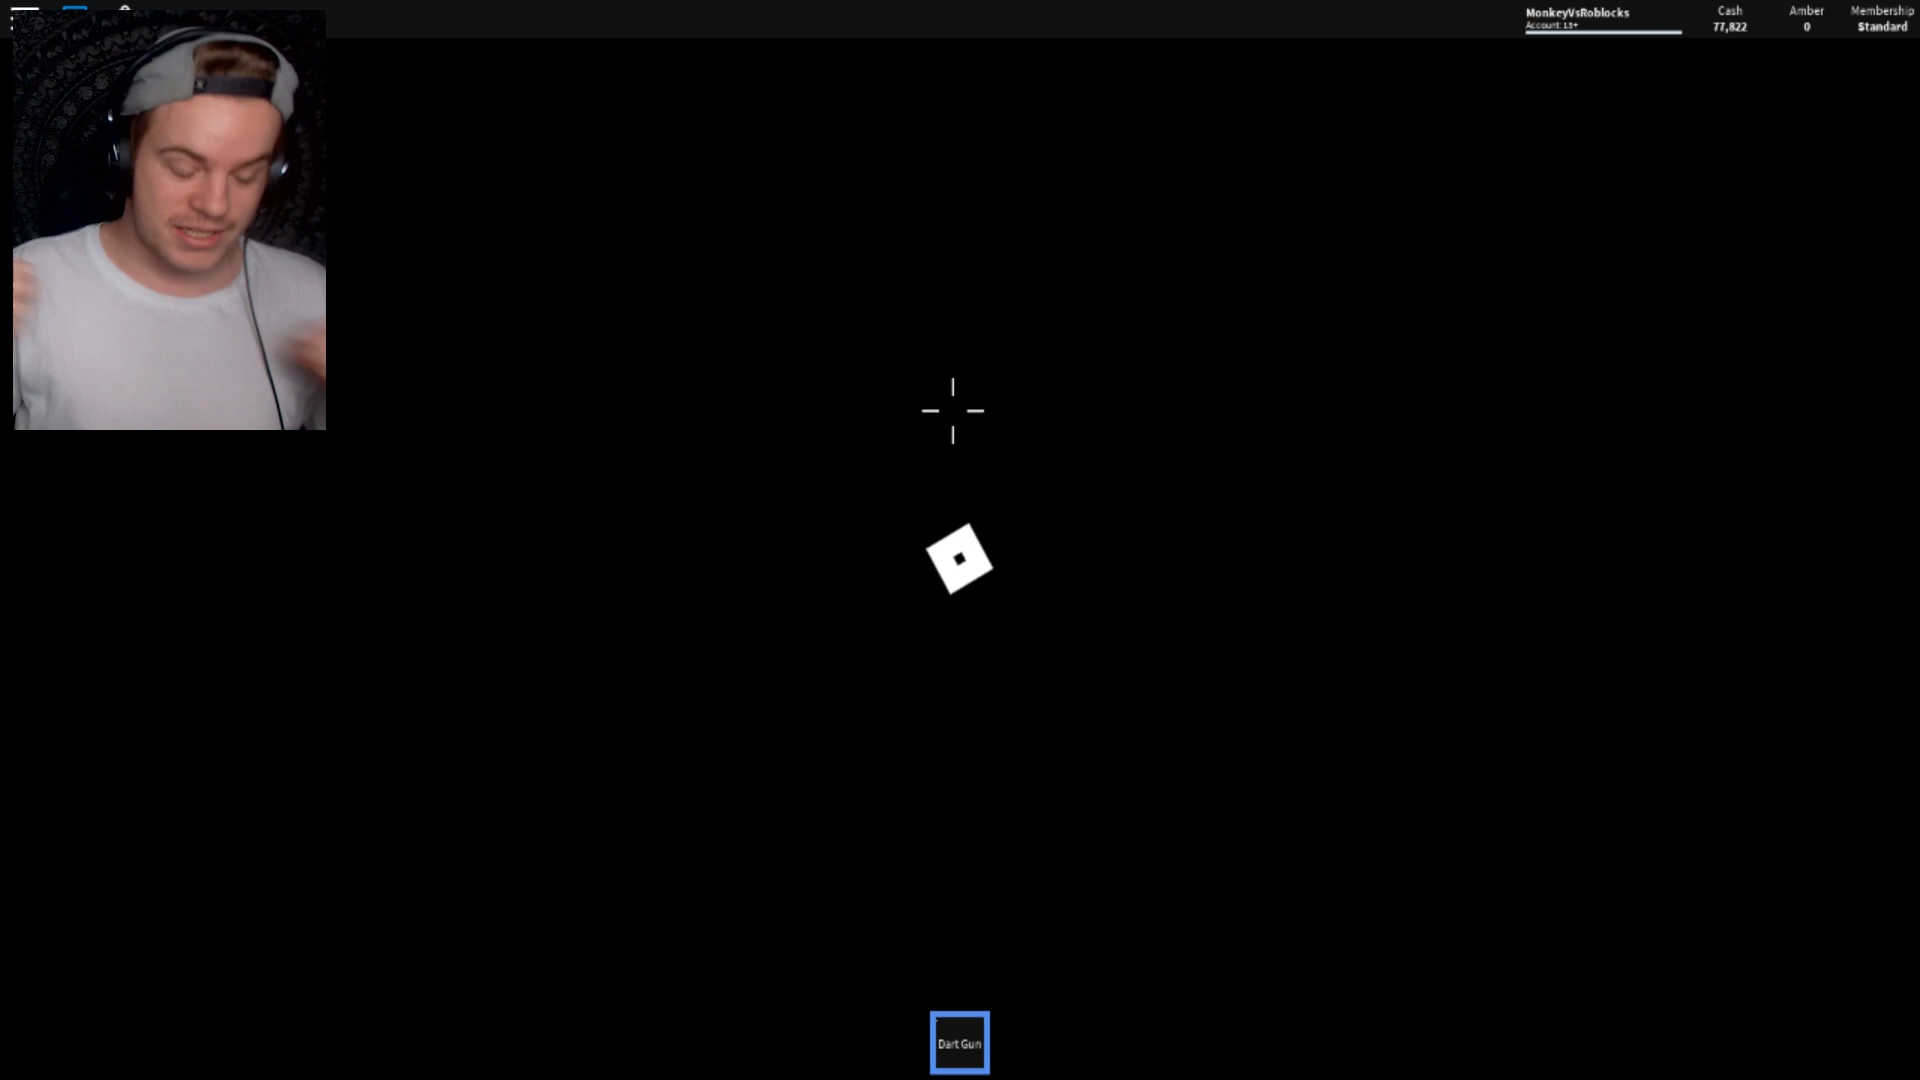 MonkeyVsRoblocks
Account: 13+
Cash
77,822
Amber
0
Membership
Standard
Dart Gun